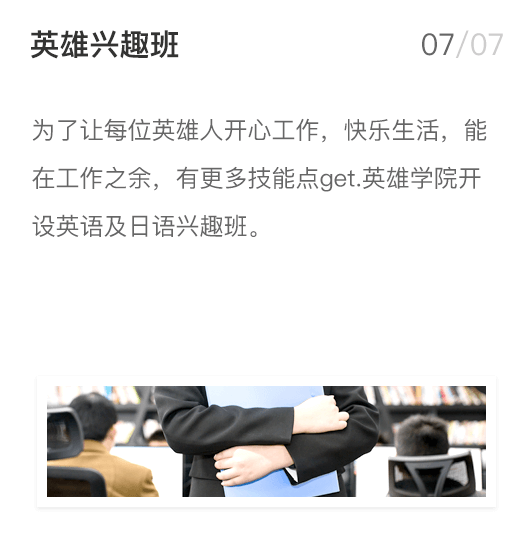 英雄兴趣班
07/07
为了让每位英雄人开心工作，快乐生活，能
在工作之余，有更多技能点get.英雄学院开
设英语及日语兴趣班。